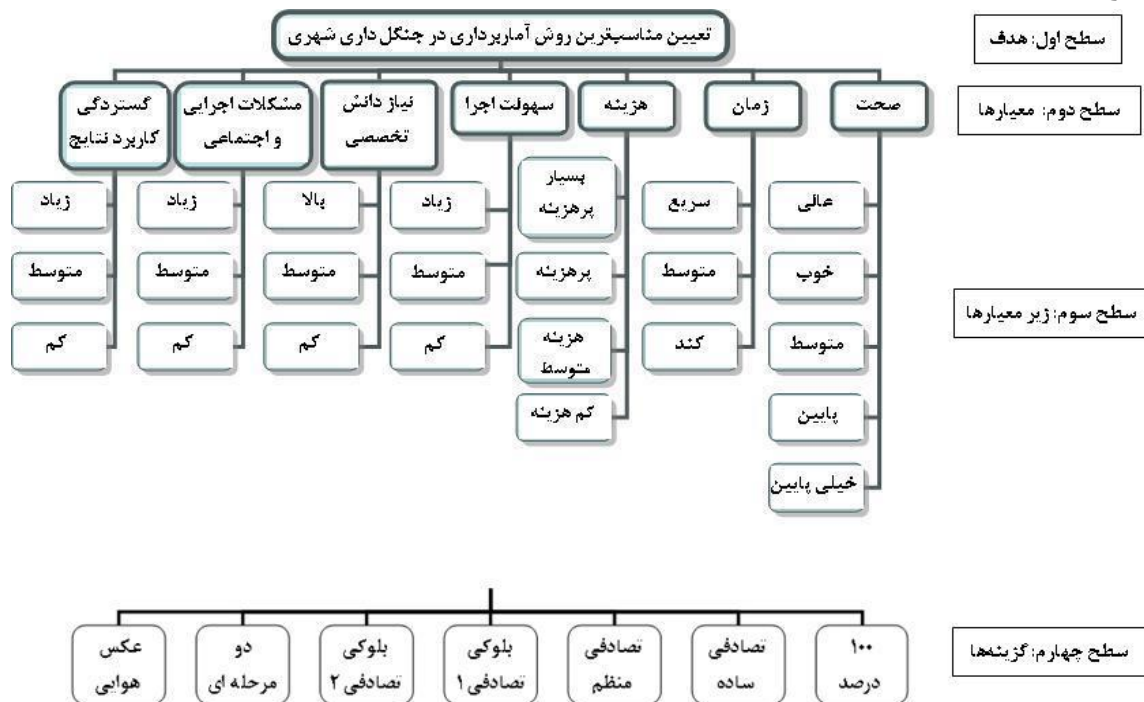 تعیین مناسبترین روش آماربرداری در جنگل داری شهری
سطح اول: هدف
صحت
زمان
هزینه
سهولت اجرا
نیاز دانش
تخصصی
مشکلات اجرایی
و اجتماعی
گستردگی
کاربرد نتایج
سطح دوم: معیارها
عالی
خوب
متوسط
پایین
خیلی پایین
سریع
متوسط
کند
بسیار
پرهزینه
پرهزینه
هزینه
متوسط
کم هزینه
زیاد
متوسط
کم
بالا
متوسط
کم
زیاد
متوسط
کم
زیاد
متوسط
کم
سطح سوم: زیر معیارها
سطح چهارم: گزینه‌ها
۱۰۰
درصد
تصادفی
ساده
تصادفی
منظم
بلوکی
تصادفی ۱
بلوکی
تصادفی ۲
دو
مرحله ای
عکس
هوایی